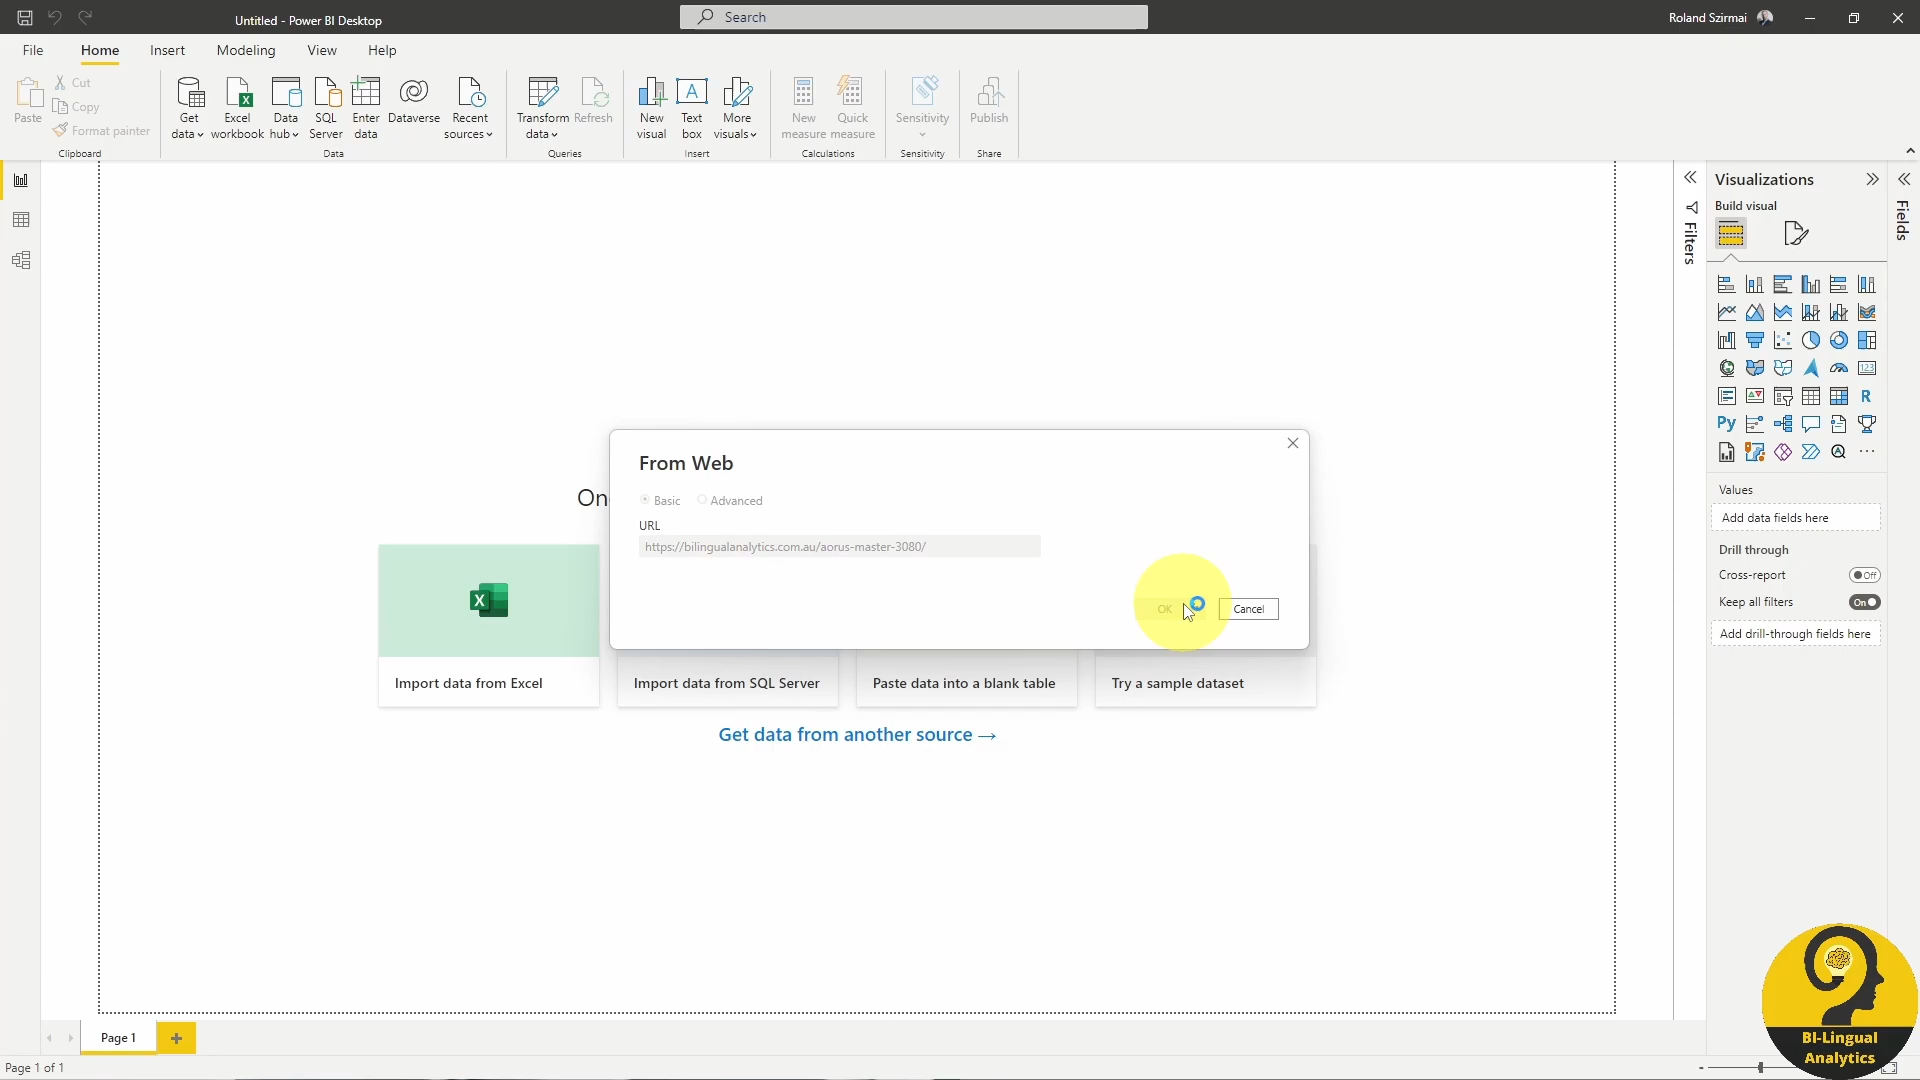 Untitled - Power BI Desktop
Search
Roland Szirmai
File
Home
Insert
Modeling
View
Help
Paste
Cut
Copy
Format painter
Clipboard
Get data
Excel workbook
Data hub
SQL Server
Enter data
Dataverse
Recent sources
Data
Transform data
Refresh
Queries
New visual
A
Text box
More visuals
Insert
New measure
Quick measure
Calculations
Sensitivity
Sensitivity
Publish
Share
Filters
Visualizations
Build visual
Fields
123
R
Py
Values
Add data fields here
Drill through
Cross-report
Off
Keep all filters
On
Add drill-through fields here
From Web
Basic
Advanced
URL
https://bilingualanalytics.com.au/aorus-master-3080/
OK
Cancel
On
X
Import data from Excel
Import data from SQL Server
Paste data into a blank table
Try a sample dataset
Get data from another source →
Page 1
Page 1 of 1
BI-Lingual
Analytics